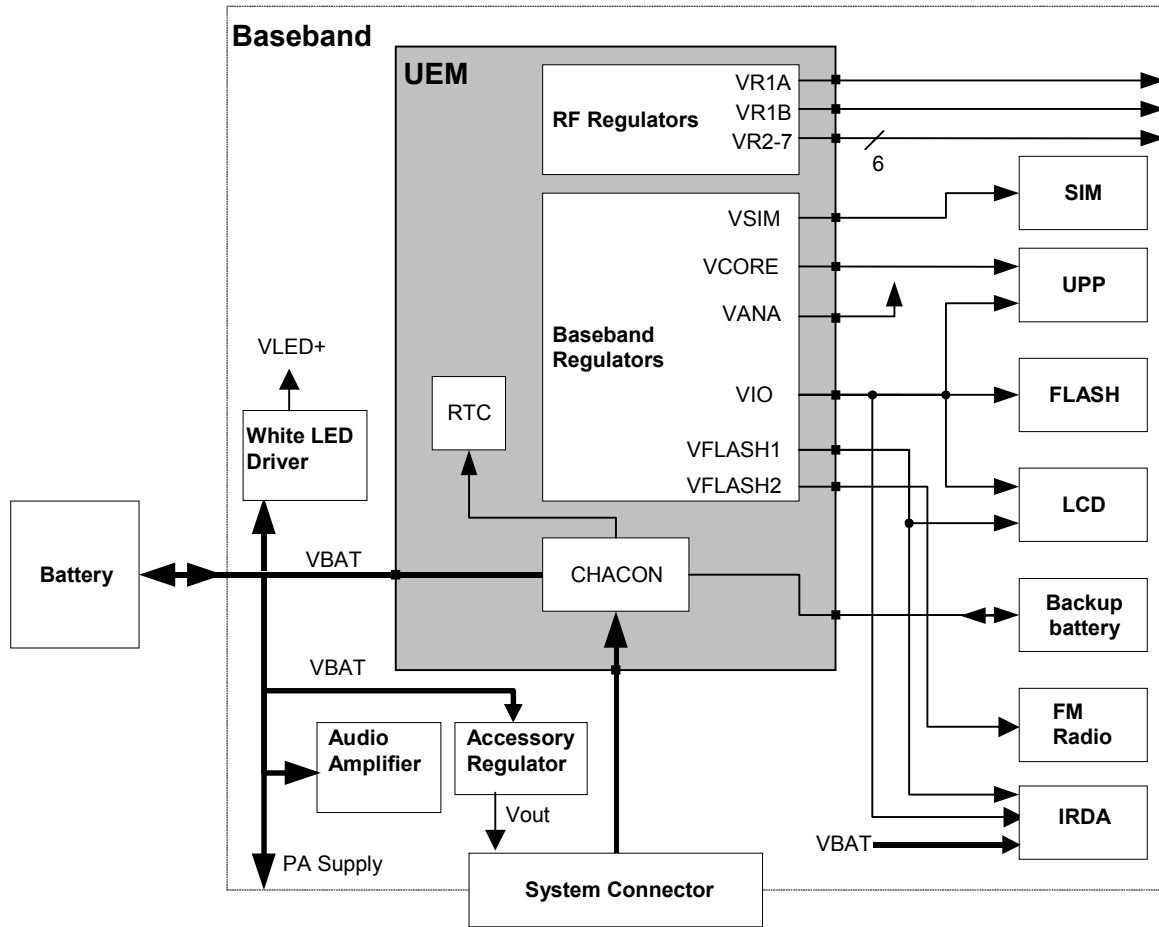 Baseband
UEM
RF Regulators
VR1A
VR1B
VR2-7
6
SIM
VSIM
VCORE
UPP
VANA
Baseband
Regulators
VLED+
VIO
FLASH
RTC
White LED
Driver
VFLASH1
VFLASH2
LCD
Battery
VBAT
CHACON
Backup
battery
VBAT
Audio
Amplifier
Accessory
Regulator
FM
Radio
Vout
IRDA
VBAT
PA Supply
System Connector